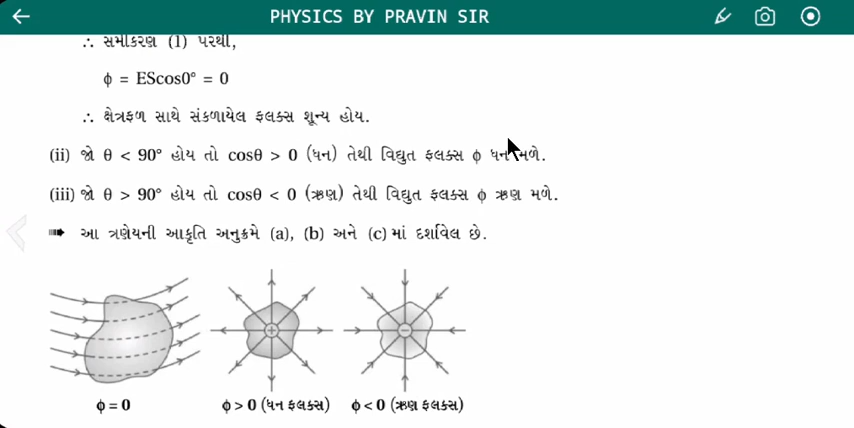 PHYSICS BY PRAVIN SIR
∴ સમીકરણ (1) પરથી,
ϕ = EScos0° = 0
∴ ક્ષેત્રફળ સાથે સંકળાયેલ ફ્લક્સ શૂન્ય હોય.
(ii) જો θ < 90° હોય તો cosθ > 0 (ધન) તેથી વિદ્યુત ફ્લક્સ ϕ ધન મળે.
(iii) જો θ > 90° હોય તો cosθ < 0 (ઋણ) તેથી વિદ્યુત ફ્લક્સ ϕ ઋણ મળે.
➠ આ ત્રણેયની આકૃતિ અનુક્રમે (a), (b) અને (c) માં દર્શાવેલ છે.
+ −
ϕ = 0 ϕ > 0 (ધન ફ્લક્સ) ϕ < 0 (ઋણ ફ્લક્સ)